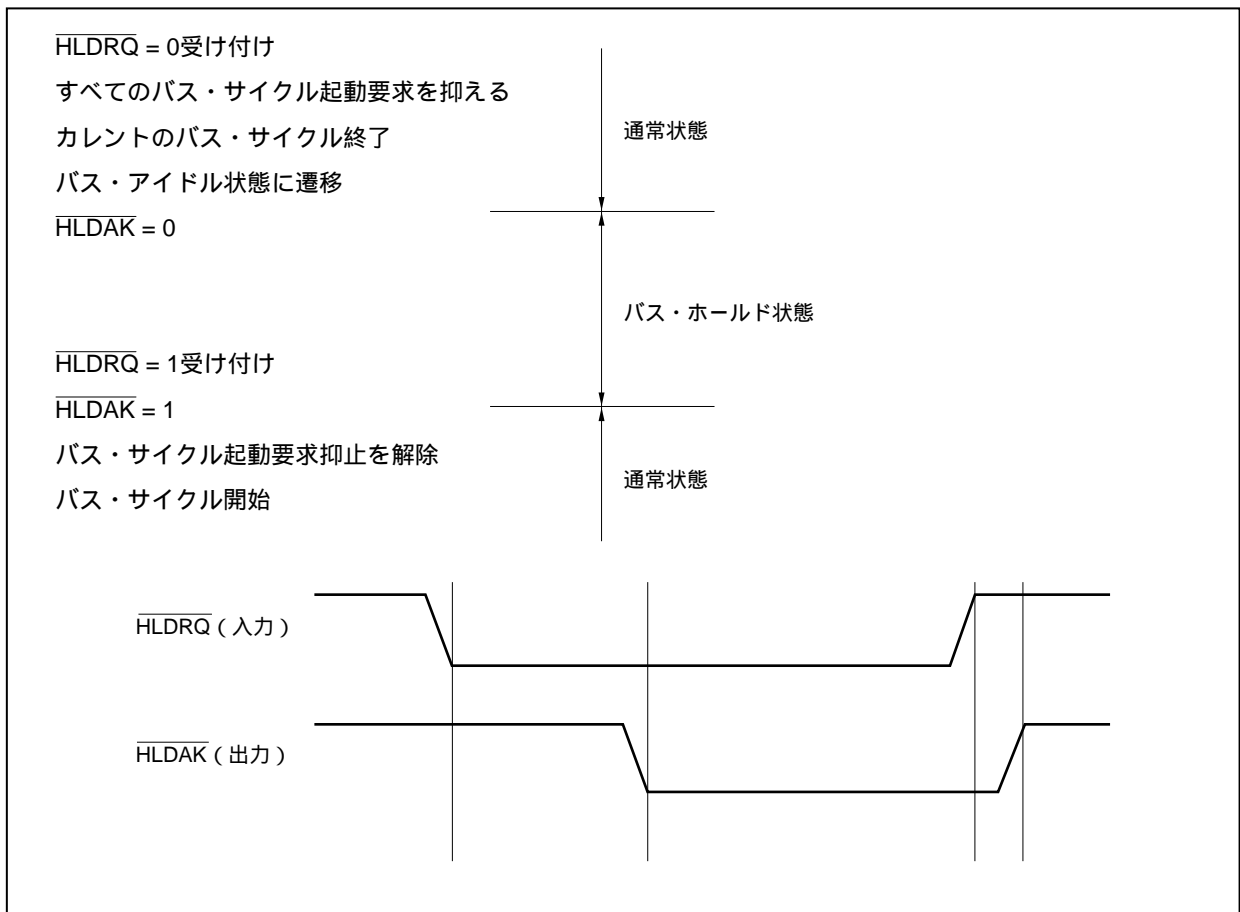 HLDRQ = 0受け付け
すべてのバス・サイクル起動要求を抑える
カレントのバス・サイクル終了
バス・アイドル状態に遷移
HLDAK = 0
通常状態
バス・ホールド状態
HLDRQ = 1受け付け
HLDAK = 1
バス・サイクル起動要求抑止を解除
バス・サイクル開始
通常状態
HLDRQ（入力）
HLDAK（出力）